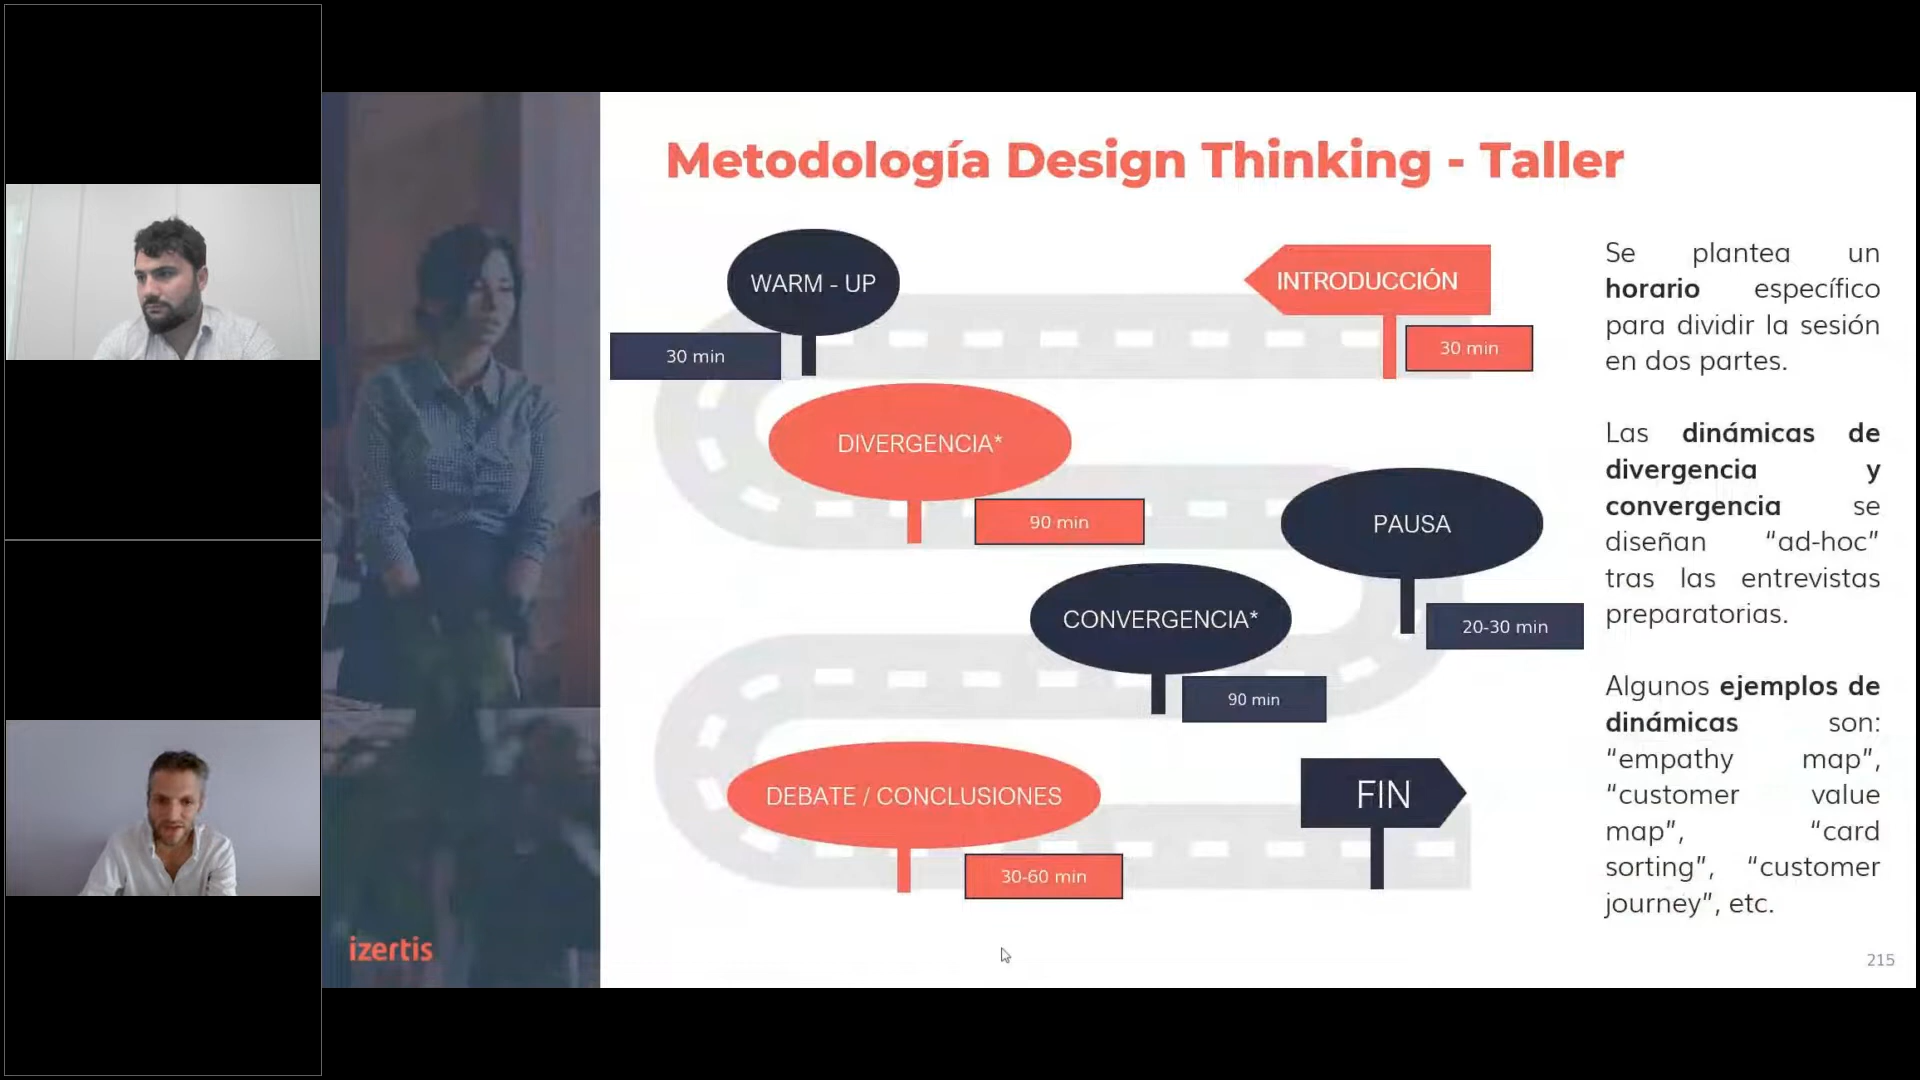 Metodología Design Thinking - Taller
WARM - UP
30 min
INTRODUCCIÓN
30 min
DIVERGENCIA*
90 min
PAUSA
20-30 min
CONVERGENCIA*
90 min
DEBATE / CONCLUSIONES
30-60 min
FIN
Se plantea un
horario específico
para dividir la sesión
en dos partes.
Las dinámicas de
divergencia y
convergencia se
diseñan “ad-hoc”
tras las entrevistas
preparatorias.
Algunos ejemplos de
dinámicas son:
“empathy map”,
“customer value
map”, “card
sorting”, “customer
journey”, etc.
izertis
215